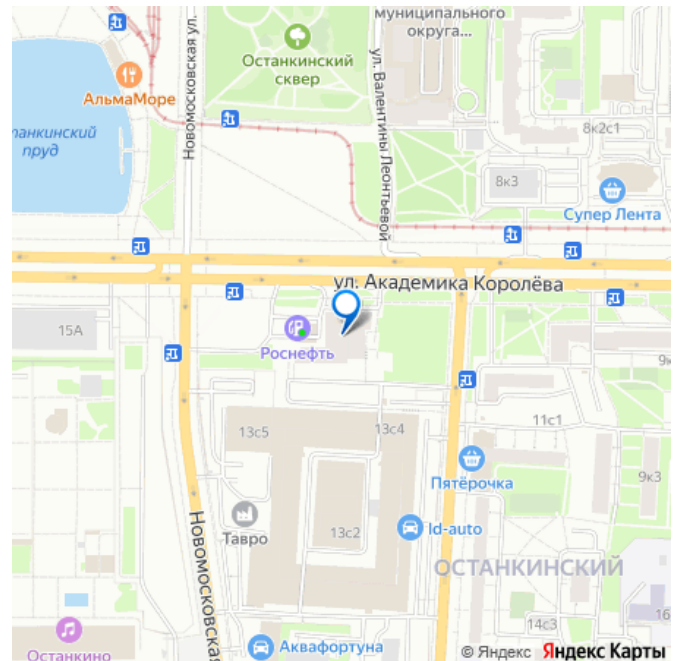 муниципального
округа...
Останкинский
сквер
АльмаМоре
Новомосковская ул.
ул. Валентины Леонтьевой
8к2с1
танкинский
пруд
8к3
Супер Лента
ул. Академика Королёва
15А
Роснефть
9к
11с1
13с5
13с4
Пятёрочка
9к3
Тавро
13с2
ld-auto
Новомосковская
ОСТАНКИНСКИЙ
14с3
16
Останкино
Аквафортуна
© Яндекс Яндекс Карты